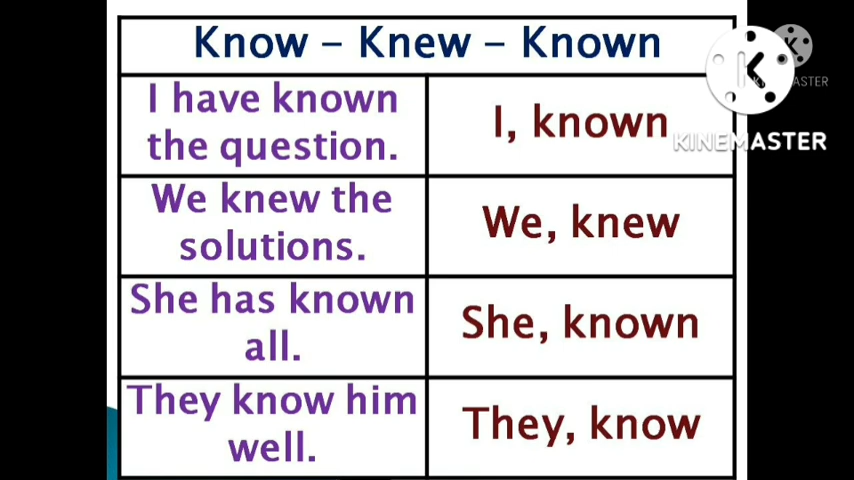 Know – Knew – Known
I have known
the question.
I, known
We knew the
solutions.
We, knew
She has known
all.
She, known
They know him
well.
They, know
KINEMASTER